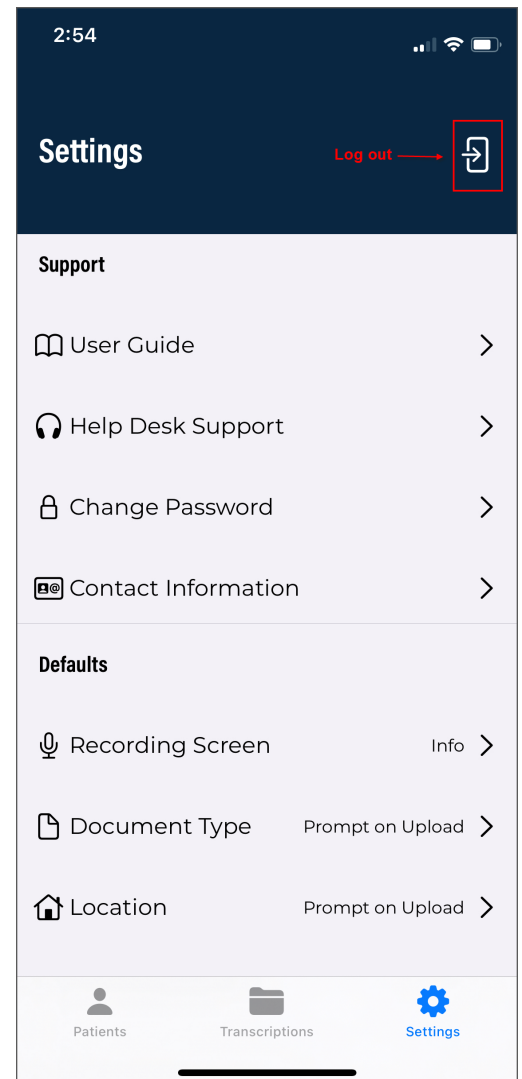 2:54
Settings
Log out
Support
User Guide
Help Desk Support
Change Password
Contact Information
Defaults
Recording Screen Info
Document Type Prompt on Upload
Location Prompt on Upload
Patients Transcriptions Settings